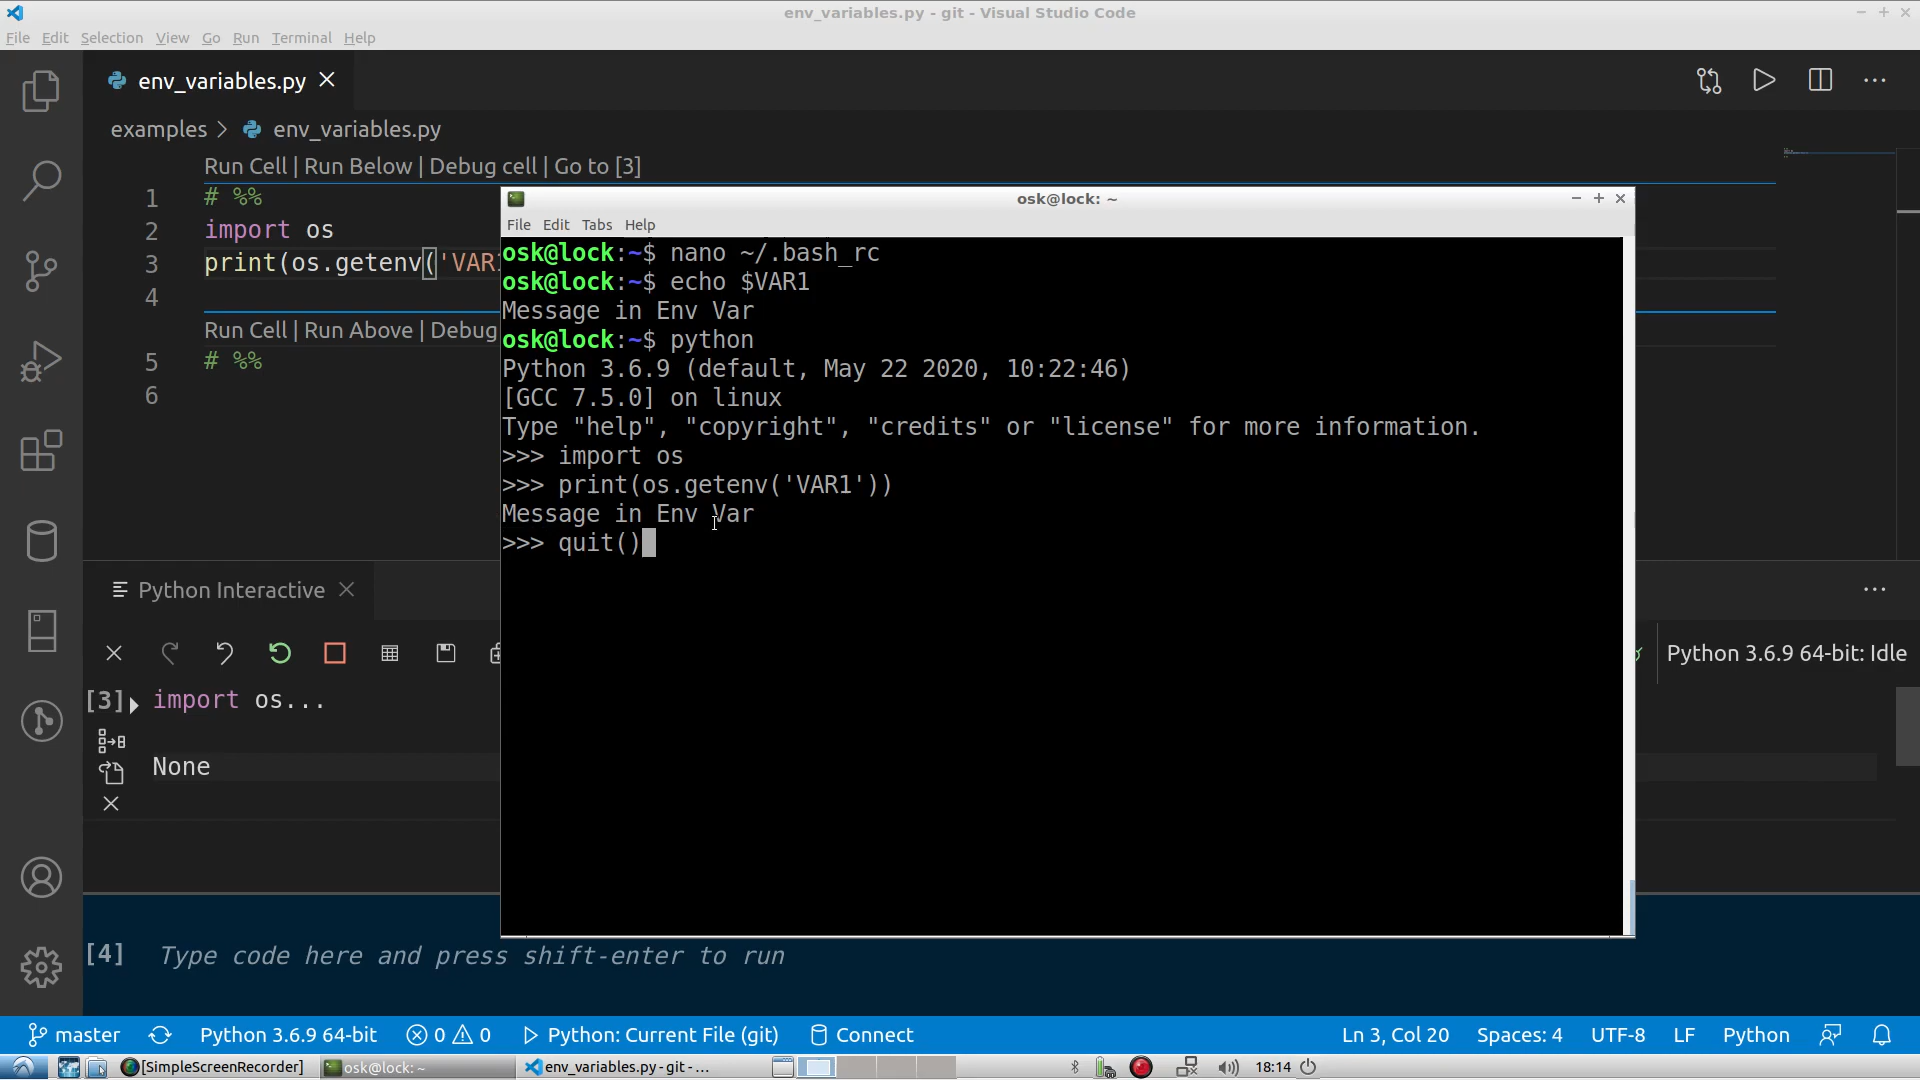 env_variables.py - git - Visual Studio Code
File Edit Selection View Go Run Terminal Help
env_variables.py
examples > env_variables.py
Run Cell | Run Below | Debug cell | Go to [3]
1 # %%
2 import os
3 print(os.getenv('VAR1
4
Run Cell | Run Above | Debug
5 # %%
6
osk@lock: ~
File Edit Tabs Help
osk@lock:~$ nano ~/.bash_rc
osk@lock:~$ echo $VAR1
Message in Env Var
osk@lock:~$ python
Python 3.6.9 (default, May 22 2020, 10:22:46)
[GCC 7.5.0] on linux
Type "help", "copyright", "credits" or "license" for more information.
>>> import os
>>> print(os.getenv('VAR1'))
Message in Env Var
>>> quit()
Python Interactive
Python 3.6.9 64-bit: Idle
[3] import os...
None
[4] Type code here and press shift-enter to run
master Python 3.6.9 64-bit 0 0 Python: Current File (git) Connect Ln 3, Col 20 Spaces: 4 UTF-8 LF Python
[SimpleScreenRecorder] osk@lock: ~ env_variables.py - git - ... 18:14